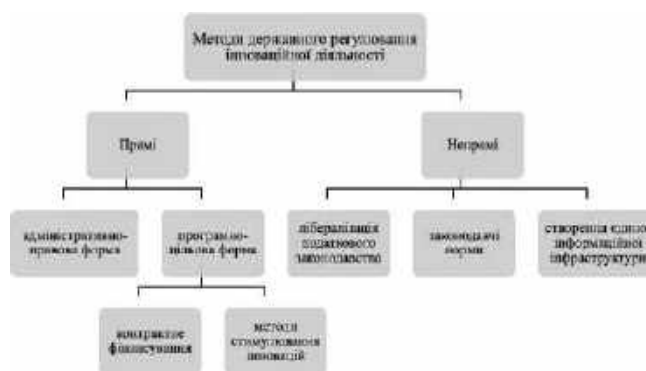 Методи державного регулювання
інноваційної діяльності
Прямі
Непрямі
адміністративно-
правова форма
програмно-
цільова форма
лібералізація
податкового
законодавства
законодавчі
норми
створення єдиної
інформаційної
інфраструктури
контрактне
фінансування
методи
стимулювання
інновацій